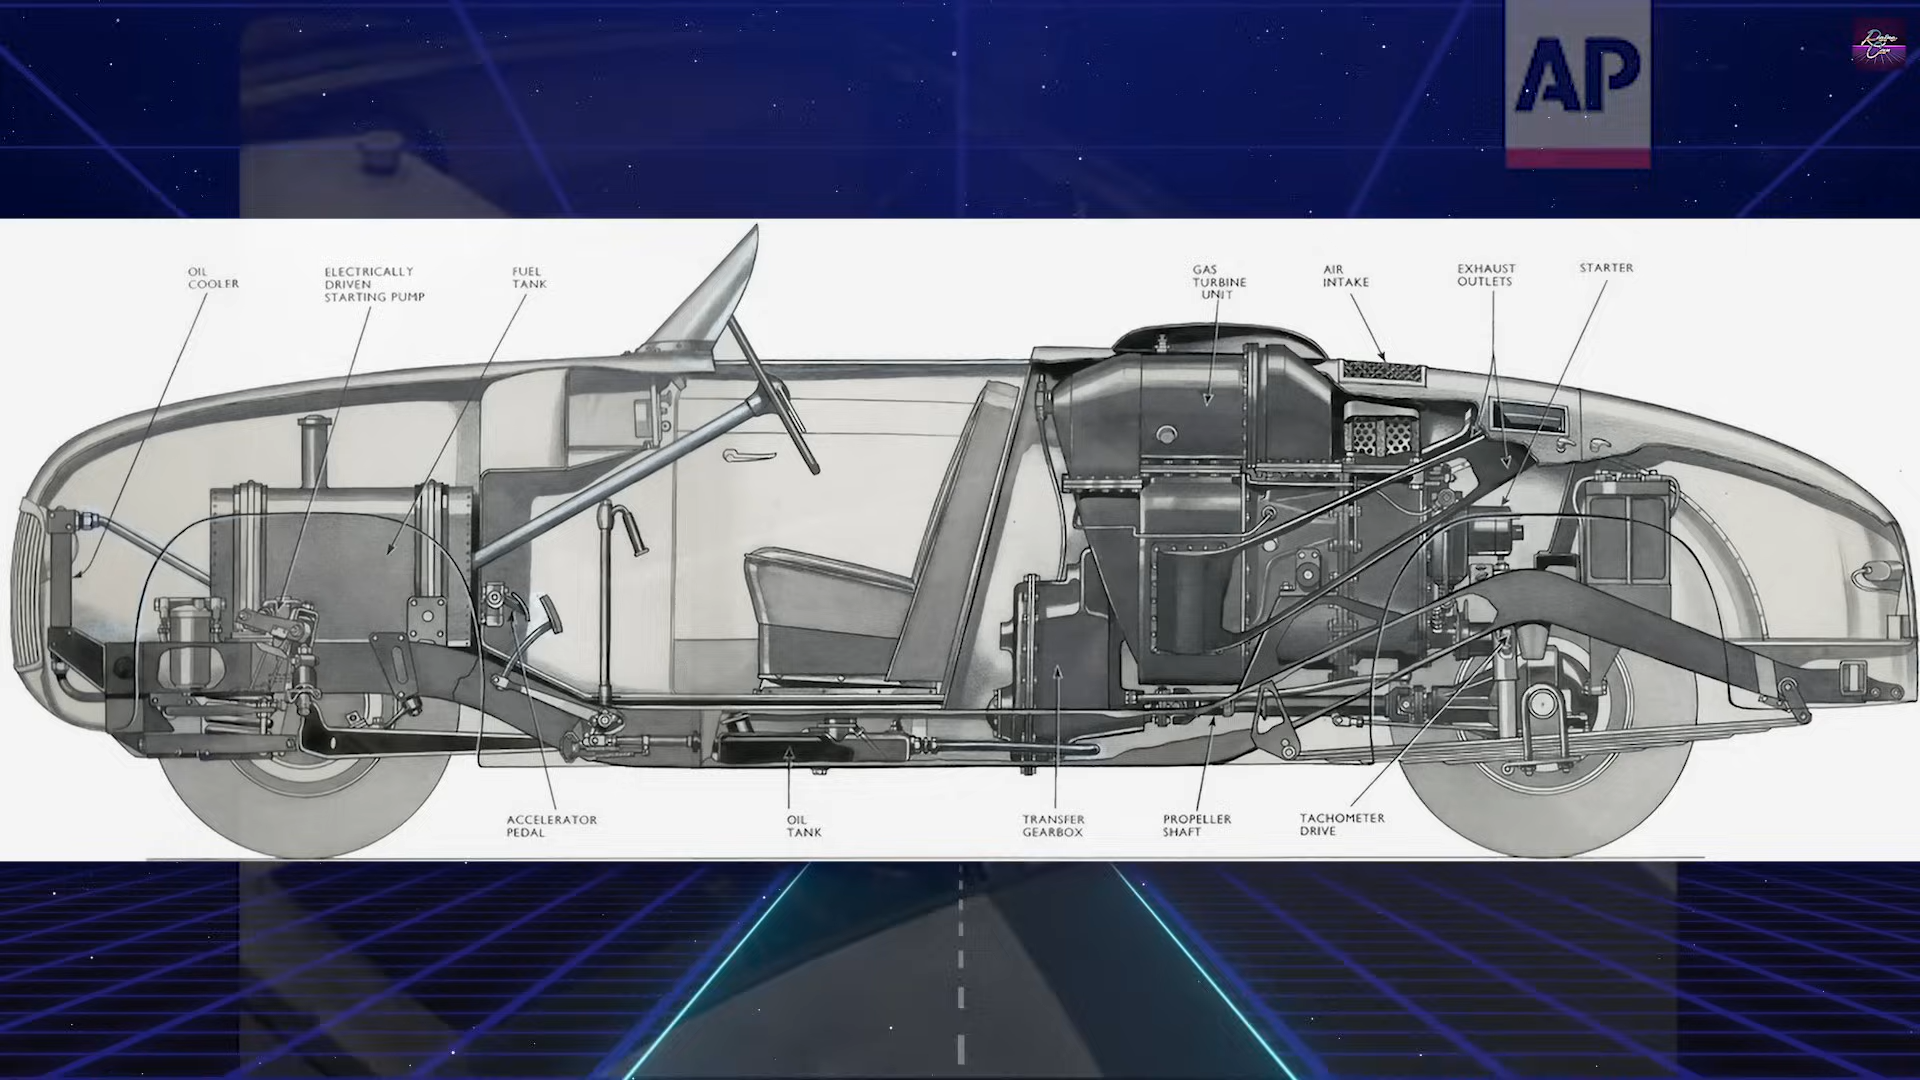 AP
OIL
COOLER
ELECTRICALLY
DRIVEN
STARTING PUMP
FUEL
TANK
GAS
TURBINE
UNIT
AIR
INTAKE
EXHAUST
OUTLETS
STARTER
ACCELERATOR
PEDAL
OIL
TANK
TRANSFER
GEARBOX
PROPELLER
SHAFT
TACHOMETER
DRIVE